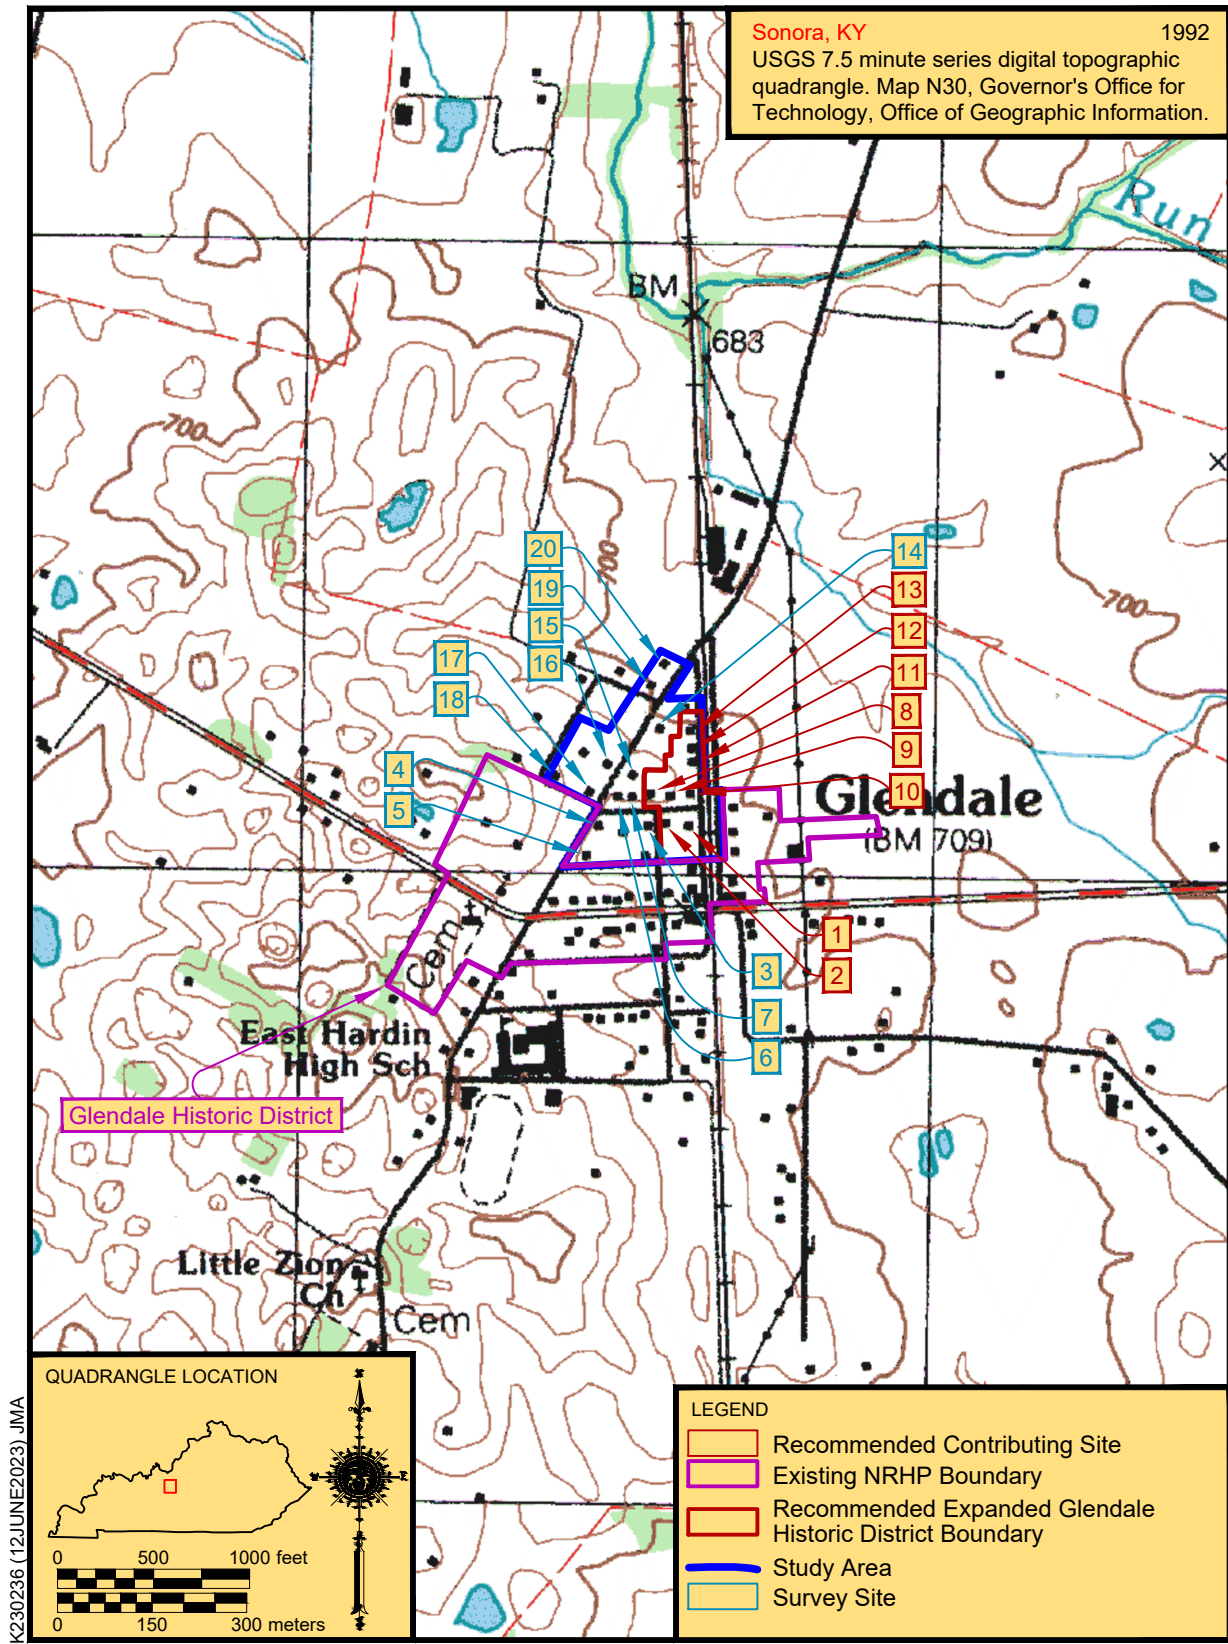 Sonora, KY 1992
USGS 7.5 minute series digital topographic
quadrangle. Map N30, Governor's Office for
Technology, Office of Geographic Information.
Run
BM
683
700
700
700
20
19
15
16
17
18
4
5
14
13
12
11
8
9
10
Glendale
(BM 709)
1
2
3
7
6
Cem
East Hardin
High Sch
Glendale Historic District
Little Zion
Ch
Cem
QUADRANGLE LOCATION
0 500 1000 feet
0 150 300 meters
LEGEND
Recommended Contributing Site
Existing NRHP Boundary
Recommended Expanded Glendale
Historic District Boundary
Study Area
Survey Site
K230236 (12JUNE2023) JMA